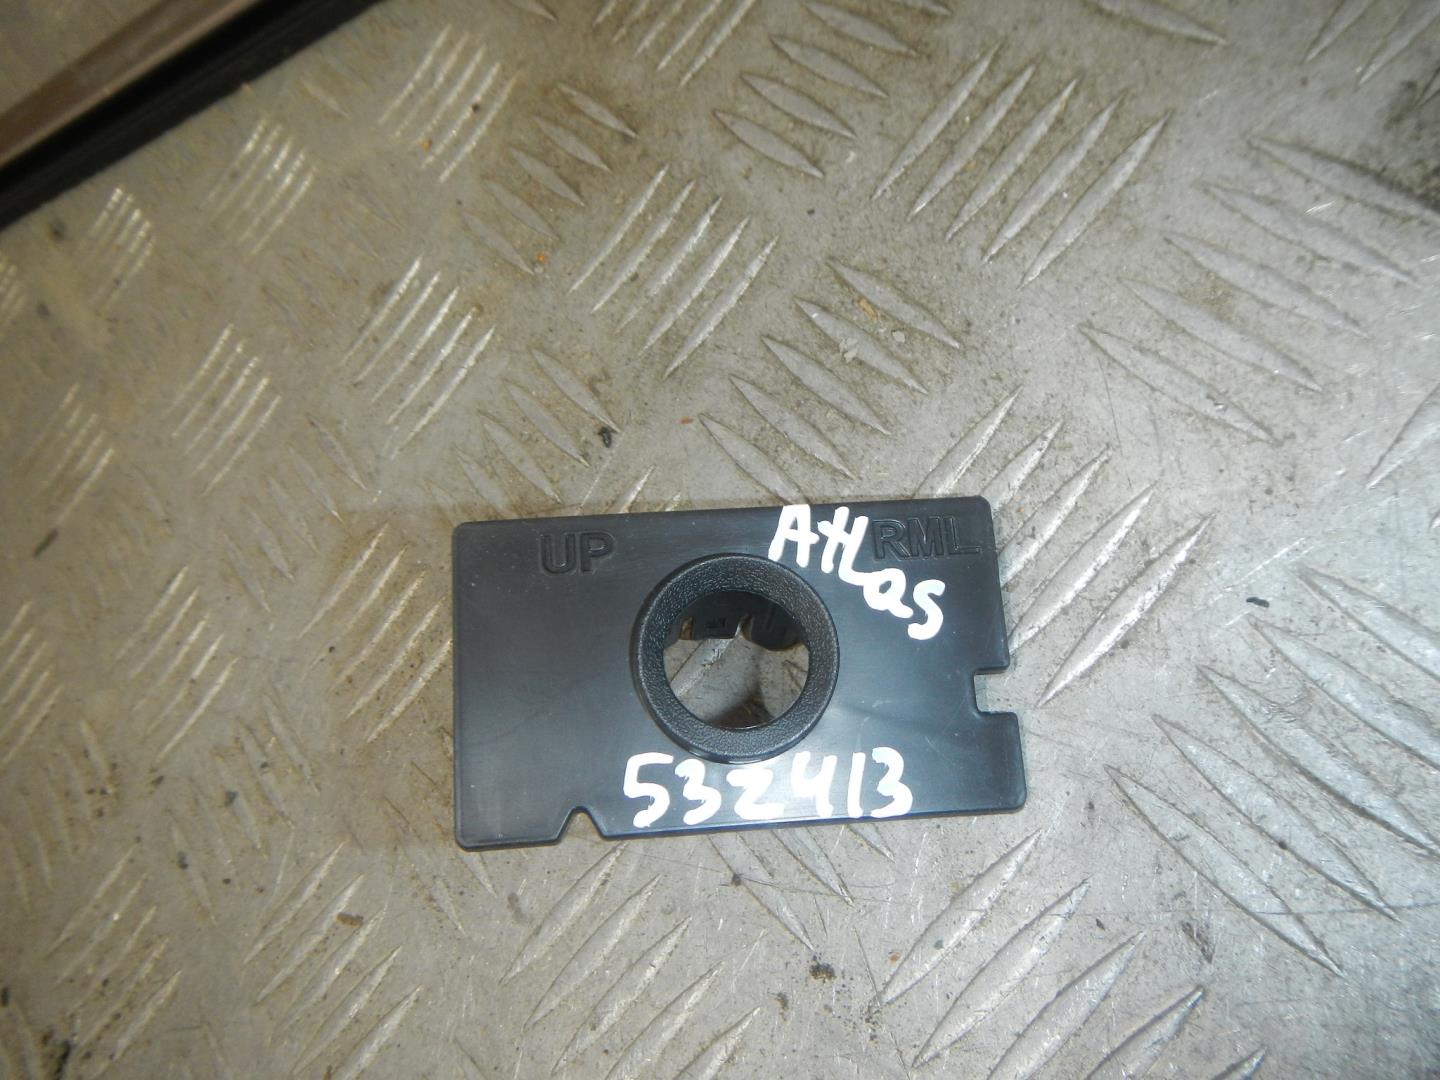 UP RML
Atlas
532413